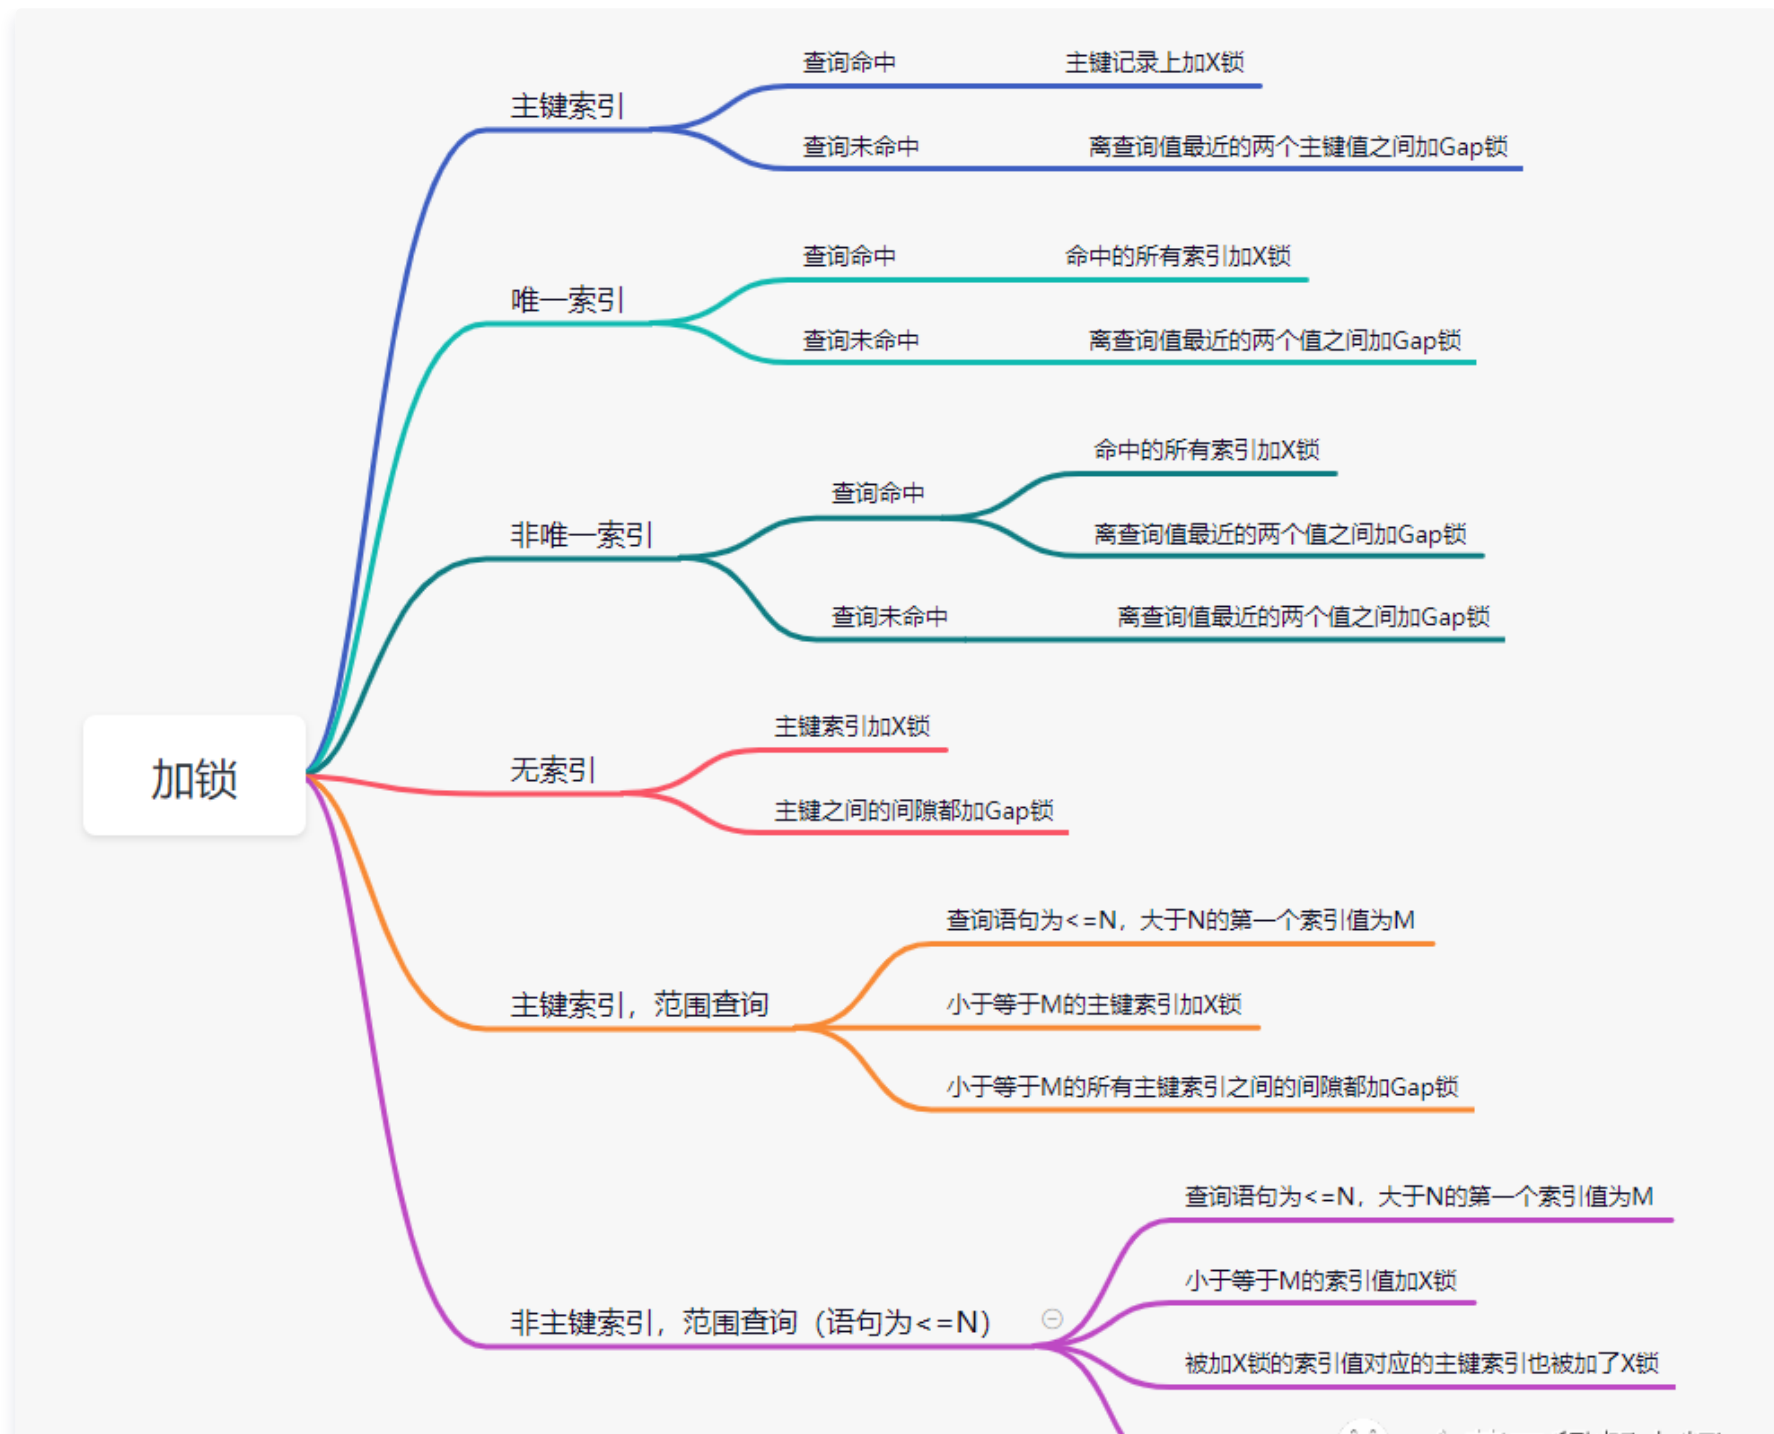 加锁
主键索引
查询命中
主键记录上加X锁
查询未命中
离查询值最近的两个主键值之间加Gap锁
唯一索引
查询命中
命中的所有索引加X锁
查询未命中
离查询值最近的两个值之间加Gap锁
非唯一索引
查询命中
命中的所有索引加X锁
离查询值最近的两个值之间加Gap锁
查询未命中
离查询值最近的两个值之间加Gap锁
无索引
主键索引加X锁
主键之间的间隙都加Gap锁
主键索引，范围查询
查询语句为<=N，大于N的第一个索引值为M
小于等于M的主键索引加X锁
小于等于M的所有主键索引之间的间隙都加Gap锁
非主键索引，范围查询（语句为<=N）
查询语句为<=N，大于N的第一个索引值为M
小于等于M的索引值加X锁
被加X锁的索引值对应的主键索引也被加了X锁